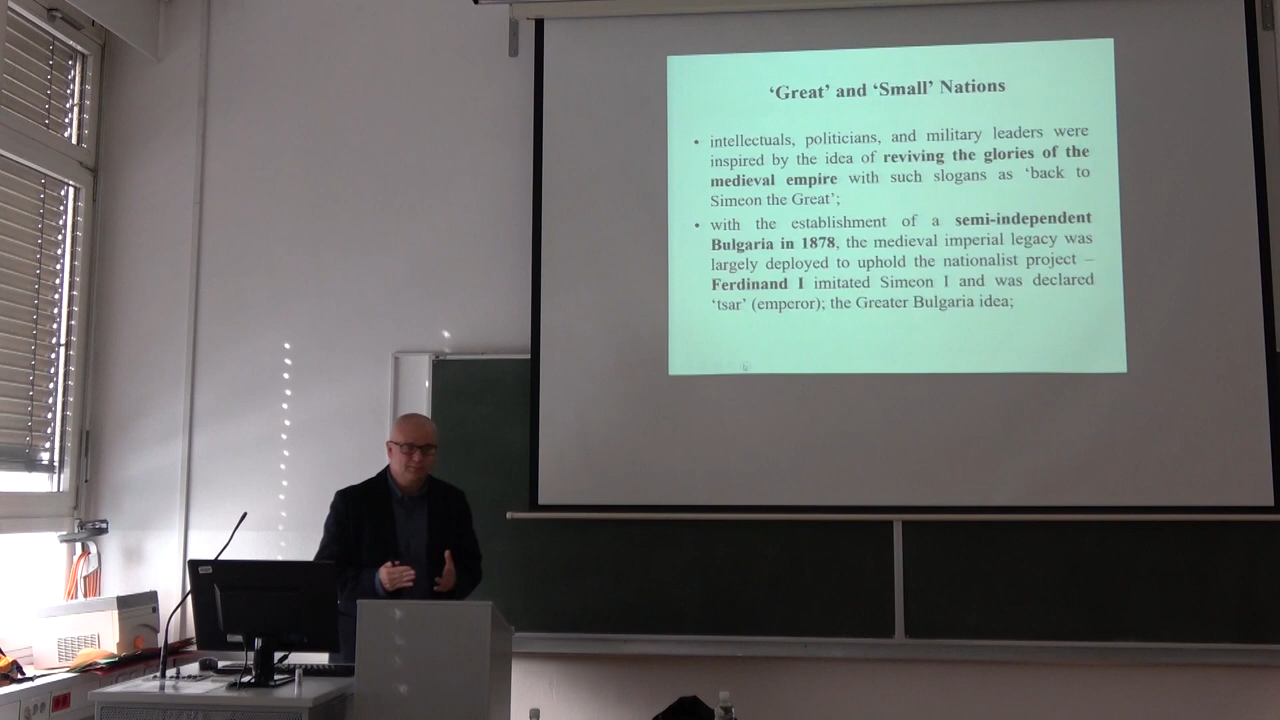 ‘Great’ and ‘Small’ Nations
• intellectuals, politicians, and military leaders were
inspired by the idea of reviving the glories of the
medieval empire with such slogans as ‘back to
Simeon the Great’;
• with the establishment of a semi-independent
Bulgaria in 1878, the medieval imperial legacy was
largely deployed to uphold the nationalist project –
Ferdinand I imitated Simeon I and was declared
‘tsar’ (emperor); the Greater Bulgaria idea;